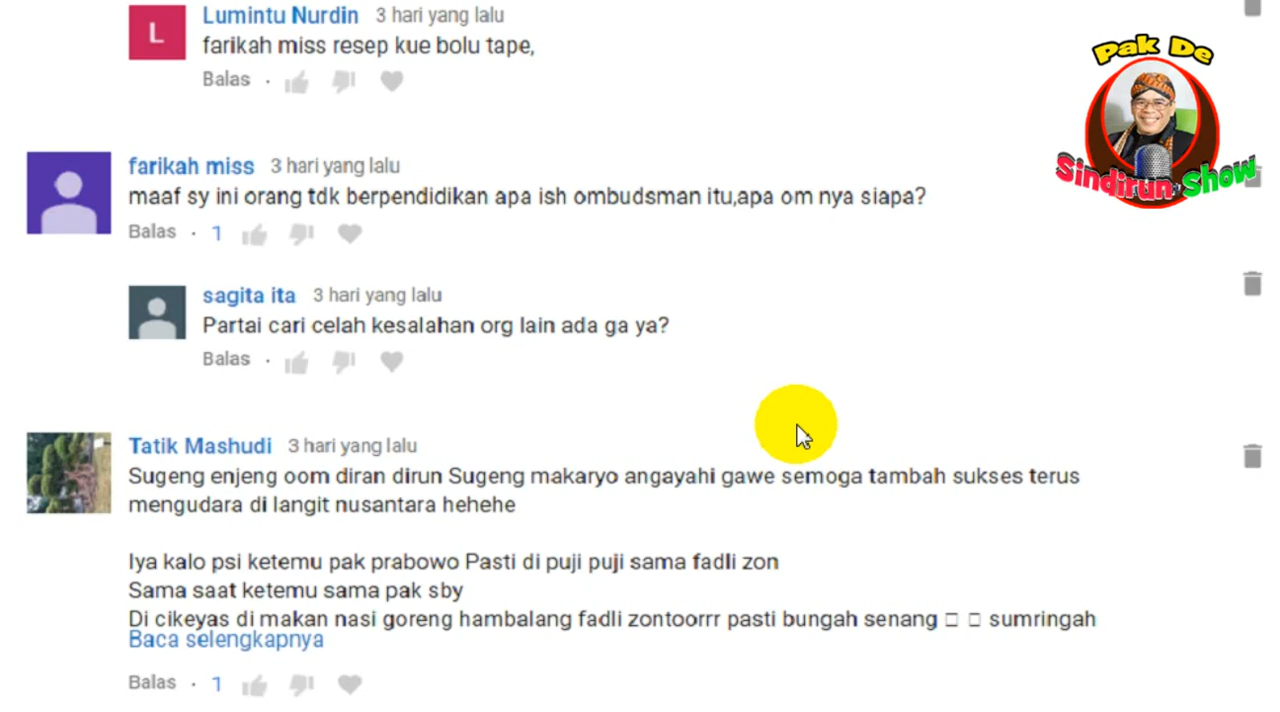 Lumintu Nurdin 3 hari yang lalu
farikah miss resep kue bolu tape,
Balas ·
L
Pak De
Sindirun Show
farikah miss 3 hari yang lalu
maaf sy ini orang tdk berpendidikan apa ish ombudsman itu,apa om nya siapa?
Balas · 1
sagita ita 3 hari yang lalu
Partai cari celah kesalahan org lain ada ga ya?
Balas ·
Tatik Mashudi 3 hari yang lalu
Sugeng enjeng oom diran dirun Sugeng makaryo angayahi gawe semoga tambah sukses terus
mengudara di langit nusantara hehehe
Iya kalo psi ketemu pak prabowo Pasti di puji puji sama fadli zon
Sama saat ketemu sama pak sby
Di cikeyas di makan nasi goreng hambalang fadli zontoorrr pasti bungah senang □ □ sumringah
Baca selengkapnya
Balas · 1